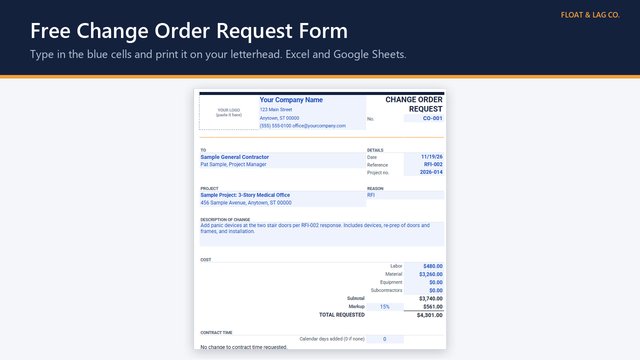 FLOAT & LAG CO.
Free Change Order Request Form
Type in the blue cells and print it on your letterhead. Excel and Google Sheets.
YOUR LOGO
(paste it here)
Your Company Name
123 Main Street
Anytown, ST 00000
(555) 555-0100 office@yourcompany.com
CHANGE ORDER
REQUEST
No. CO-001
TO
Sample General Contractor
Pat Sample, Project Manager
DETAILS
Date 11/19/26
Reference RFI-002
Project no. 2026-014
PROJECT
Sample Project: 3-Story Medical Office
456 Sample Avenue, Anytown, ST 00000
REASON
RFI
DESCRIPTION OF CHANGE
Add panic devices at the two stair doors per RFI-002 response. Includes devices, re-prep of doors and
frames, and installation.
COST
Labor $480.00
Material $3,260.00
Equipment $0.00
Subcontractors $0.00
Subtotal $3,740.00
Markup 15% $561.00
TOTAL REQUESTED $4,301.00
CONTRACT TIME
Calendar days added (0 if none) 0
No change to contract time requested.